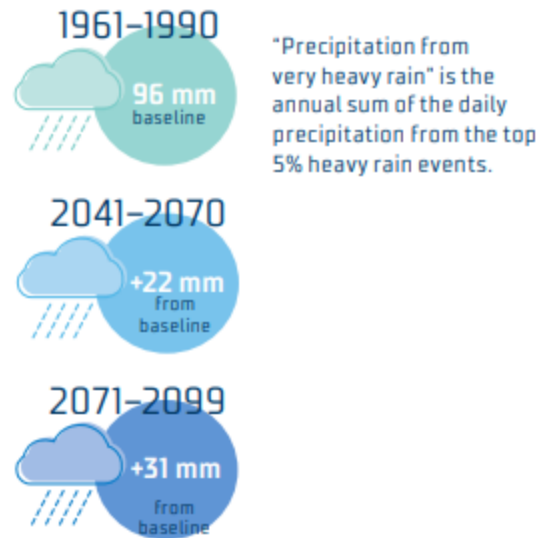 1961–1990
96 mm
baseline
"Precipitation from
very heavy rain" is the
annual sum of the daily
precipitation from the top
5% heavy rain events.
2041–2070
+22 mm
from
baseline
2071–2099
+31 mm
from
baseline